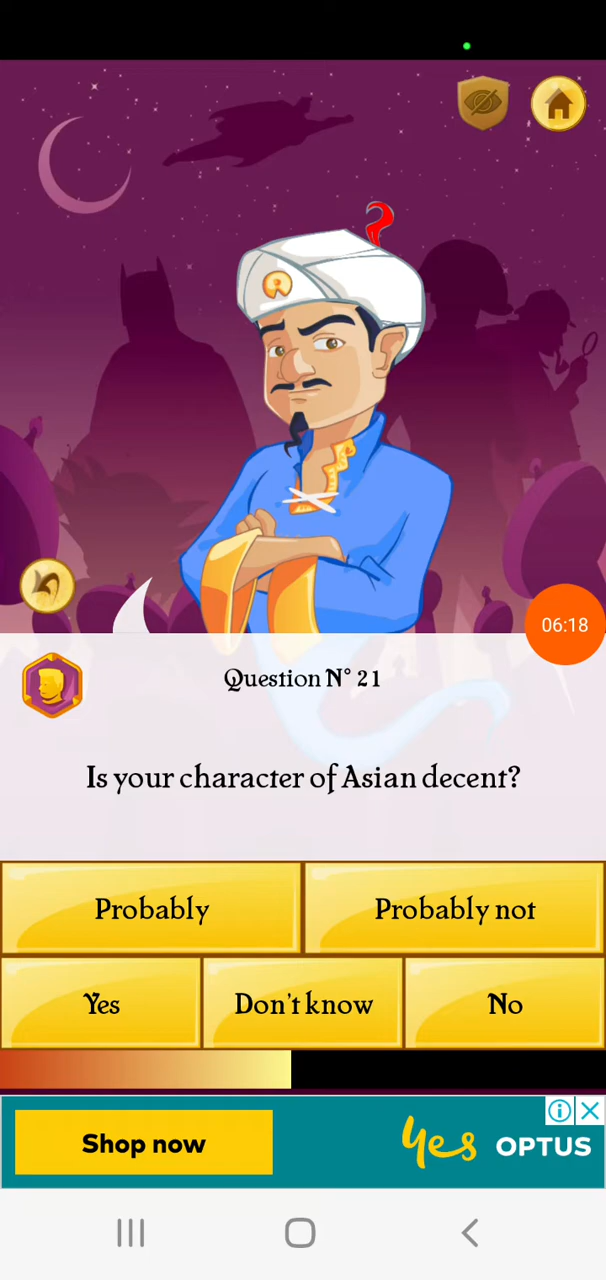 06:18
Question N° 21
Is your character of Asian decent?
Probably
Probably not
Yes
Don't know
No
Shop now
yes OPTUS